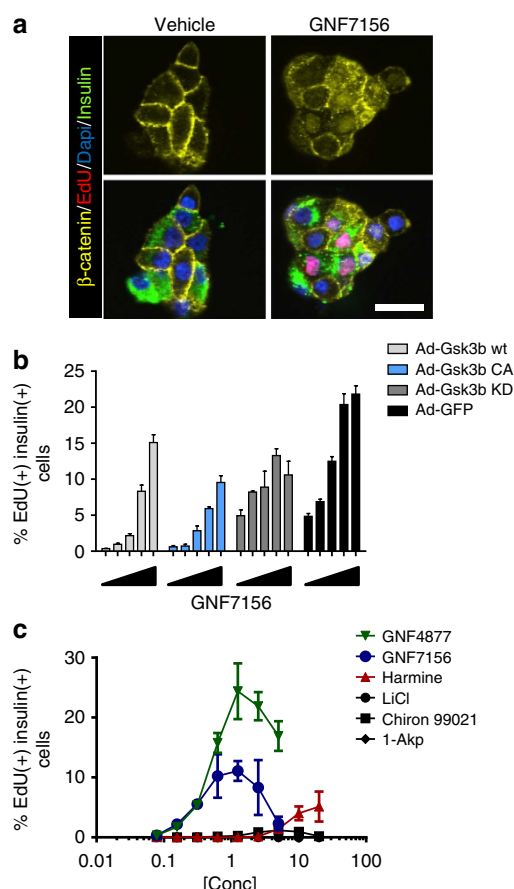 a
Vehicle
GNF7156
β-catenin/EdU/Dapi/Insulin
b
Ad-Gsk3b wt
Ad-Gsk3b CA
Ad-Gsk3b KD
Ad-GFP
% EdU(+) insulin(+)
cells
25
20
15
10
5
0
GNF7156
c
GNF4877
GNF7156
Harmine
LiCl
Chiron 99021
1-Akp
% EdU(+) insulin(+)
cells
30
20
10
0
0.01 0.1 1 10 100
[Conc]